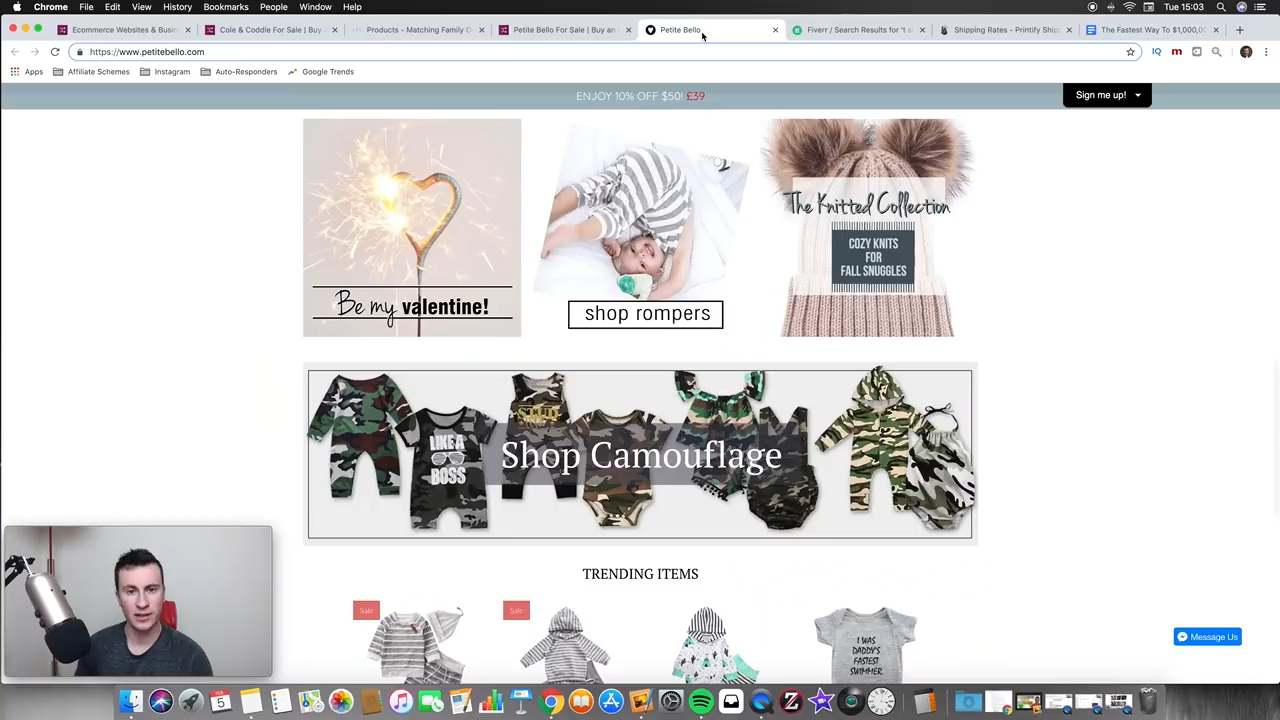 Chrome File Edit View History Bookmarks People Window Help
Tue 15:03
Ecommerce Websites & Busin
Cole & Coddle For Sale | Buy
Products - Matching Family C
Petite Bello For Sale | Buy an
Petite Bello
Fiverr / Search Results for "t s
Shipping Rates - Printify Ship
The Fastest Way To $1,000,0
https://www.petitebello.com
Apps Affiliate Schemes Instagram Auto-Responders Google Trends
ENJOY 10% OFF $50! £39
Sign me up!
Be my valentine!
shop rompers
The Knitted Collection
COZY KNITS
FOR
FALL SNUGGLES
LIKE A
BOSS
Shop Camouflage
TRENDING ITEMS
Sale
Sale
I WAS
DADDY'S
FASTEST
SWIMMER
Message Us